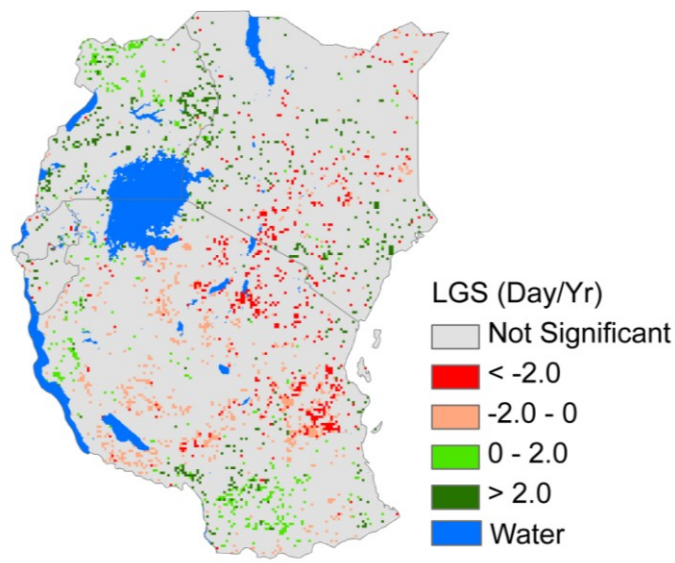 LGS (Day/Yr)
Not Significant
< -2.0
-2.0 - 0
0 - 2.0
> 2.0
Water